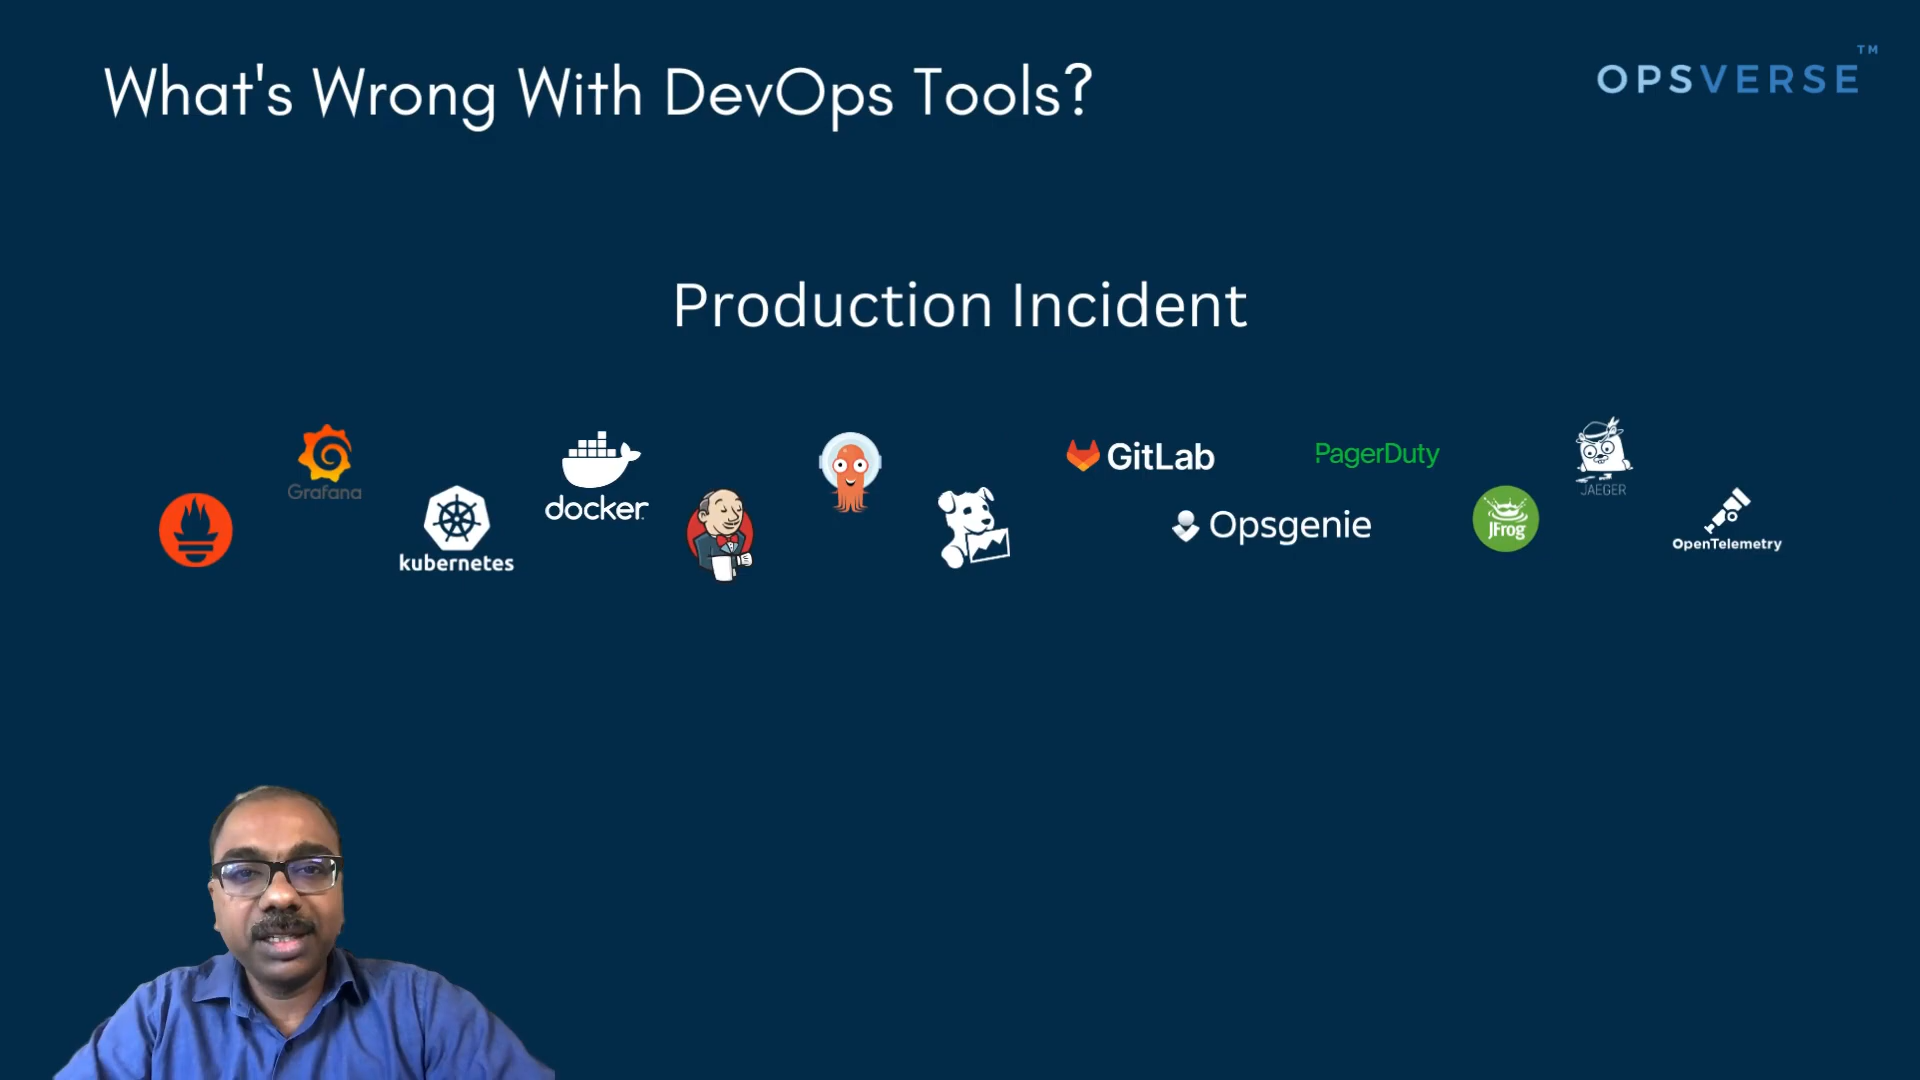 What's Wrong With DevOps Tools?
OPSVERSE™
Production Incident
Grafana
kubernetes
docker
GitLab
Opsgenie
PagerDuty
JFrog
JAEGER
OpenTelemetry